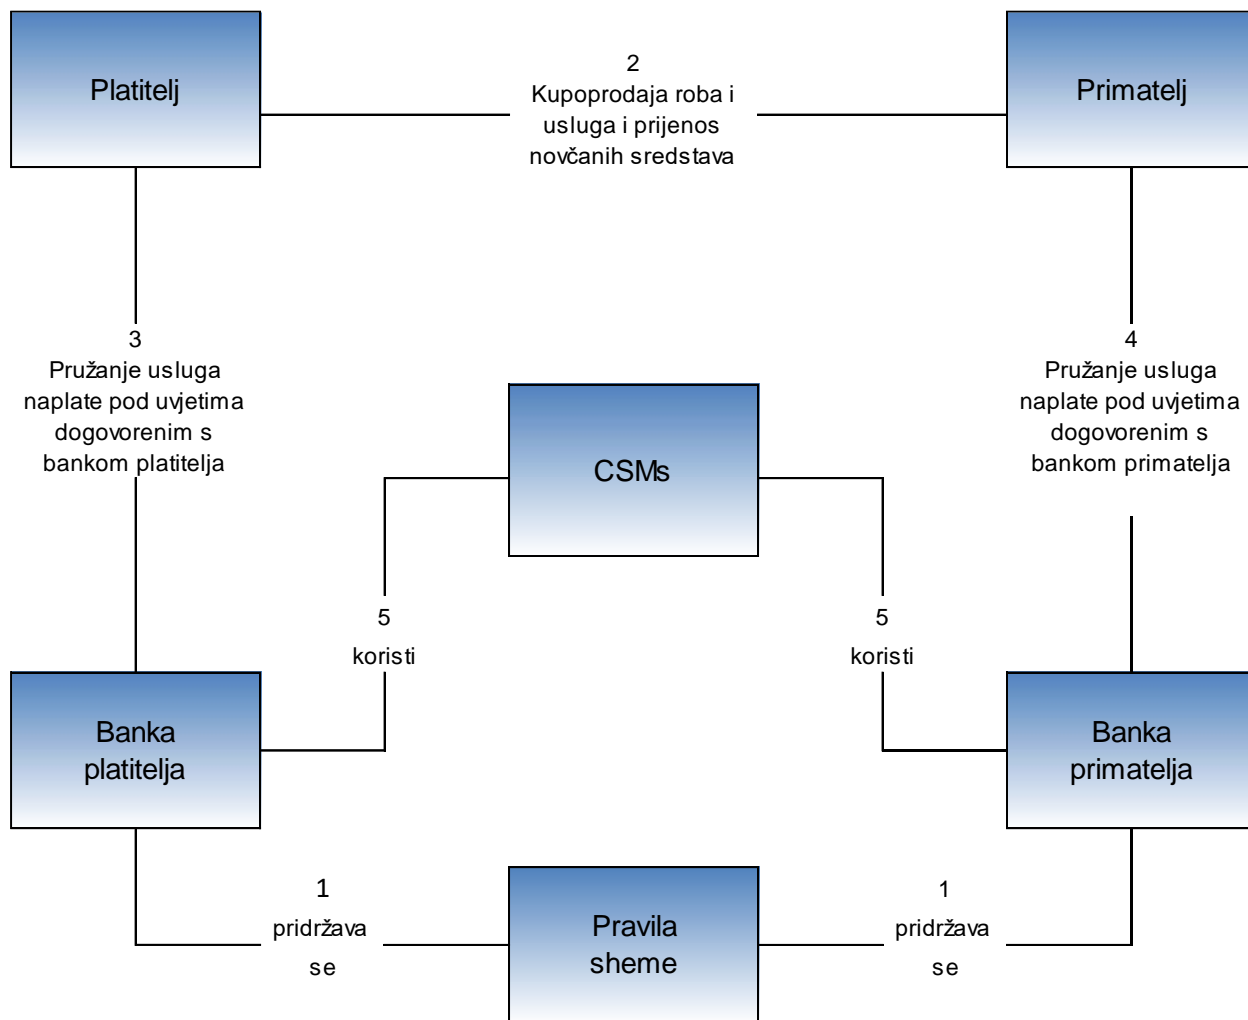 Platitelj
2
Kupoprodaja roba i
usluga i prijenos
novčanih sredstava
Primatelj
3
Pružanje usluga
naplate pod uvjetima
dogovorenim s
bankom platitelja
CSMs
4
Pružanje usluga
naplate pod uvjetima
dogovorenim s
bankom primatelja
5
koristi
5
koristi
Banka
platitelja
Banka
primatelja
1
pridržava
se
Pravila
sheme
1
pridržava
se